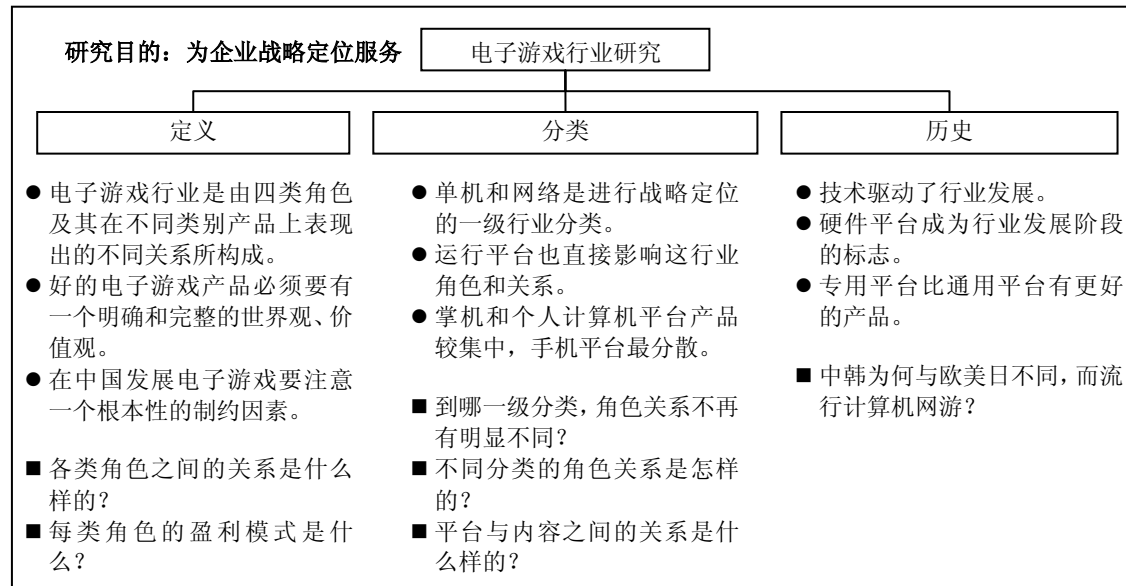 研究目的：为企业战略定位服务
电子游戏行业研究
定义
● 电子游戏行业是由四类角色
及其在不同类别产品上表现
出的不同关系所构成。
● 好的电子游戏产品必须要有
一个明确和完整的世界观、价
值观。
● 在中国发展电子游戏要注意
一个根本性的制约因素。
■ 各类角色之间的关系是什么
样的？
■ 每类角色的盈利模式是什
么？
分类
● 单机和网络是进行战略定位
的一级行业分类。
● 运行平台也直接影响这行业
角色和关系。
● 掌机和个人计算机平台产品
较集中，手机平台最分散。
■ 到哪一级分类，角色关系不再
有明显不同？
■ 不同分类的角色关系是怎样
的？
■ 平台与内容之间的关系是什
么样的？
历史
● 技术驱动了行业发展。
● 硬件平台成为行业发展阶段
的标志。
● 专用平台比通用平台有更好
的产品。
■ 中韩为何与欧美日不同，而流
行计算机网游？